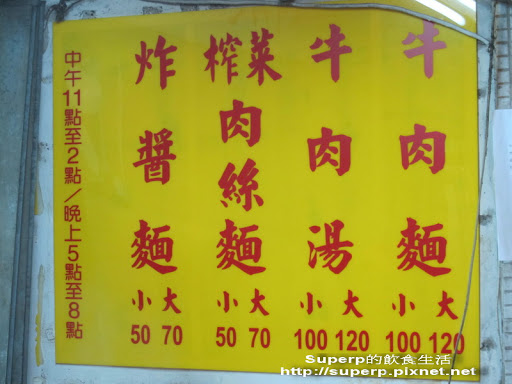 牛肉麵
小 大
100 120
牛肉湯
小 大
100 120
榨菜肉絲麵
小 大
50 70
炸醬麵
小 大
50 70
中午11點至2點／晚上5點至8點
Superp的飲食生活
http://superp.pixnet.net